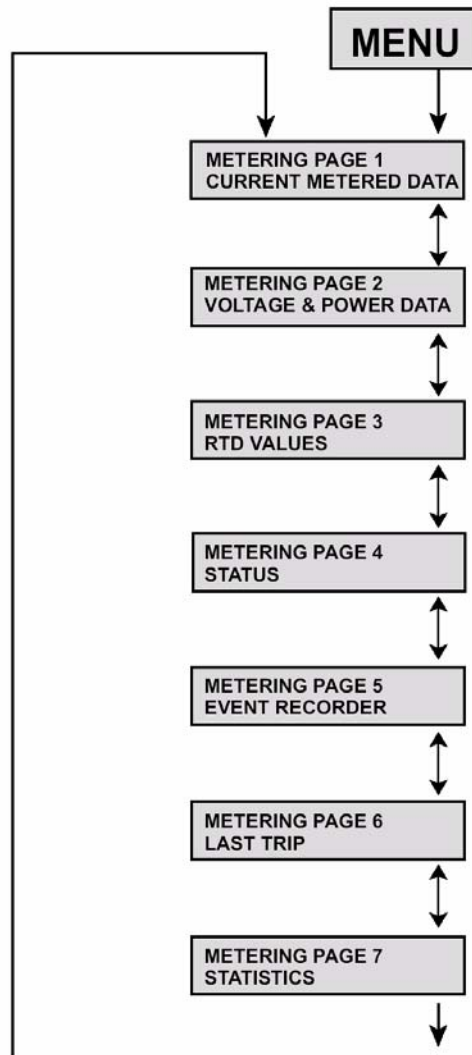 MENU
METERING PAGE 1
CURRENT METERED DATA
METERING PAGE 2
VOLTAGE & POWER DATA
METERING PAGE 3
RTD VALUES
METERING PAGE 4
STATUS
METERING PAGE 5
EVENT RECORDER
METERING PAGE 6
LAST TRIP
METERING PAGE 7
STATISTICS